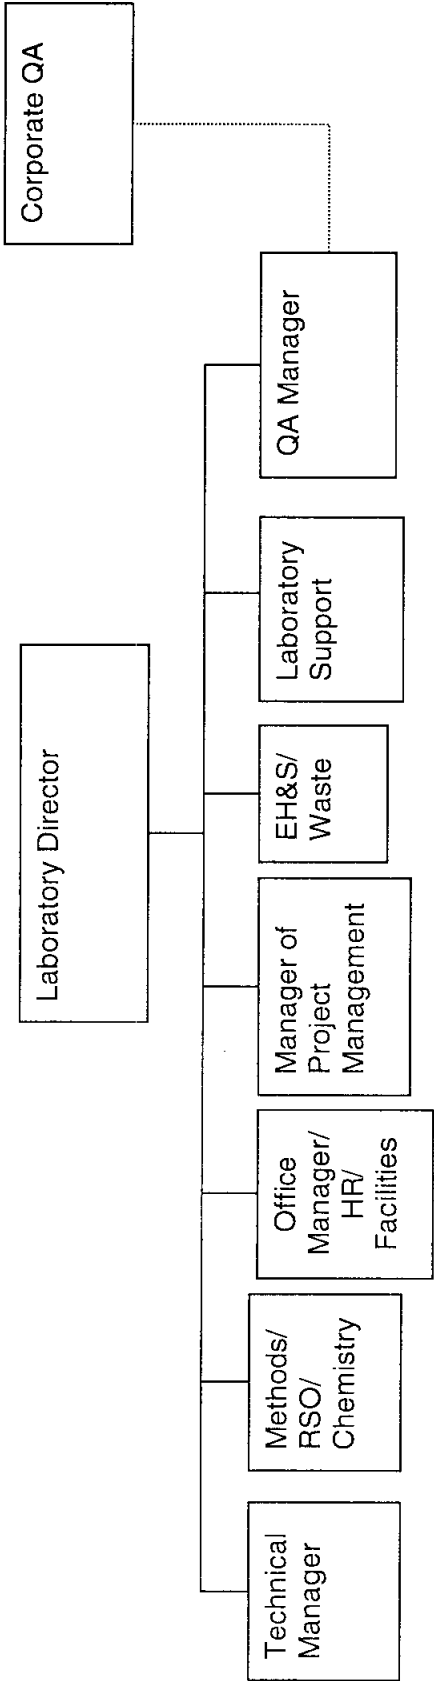 Corporate QA
Laboratory Director
Technical
Manager
Methods/
RSO/
Chemistry
Office
Manager/
HR/
Facilities
Manager of
Project
Management
EH&S/
Waste
Laboratory
Support
QA Manager